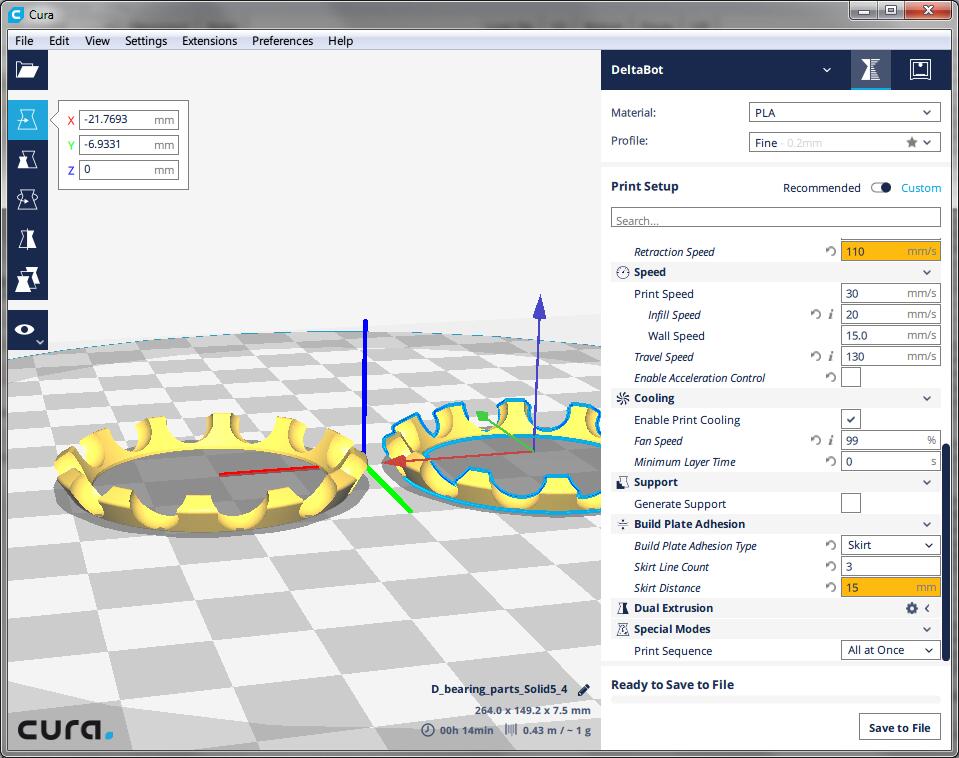 Cura
File Edit View Settings Extensions Preferences Help
X -21.7693 mm
Y -6.9331 mm
Z 0 mm
DeltaBot
Material: PLA
Profile: Fine - 0.2mm
Print Setup Recommended Custom
Search...
Retraction Speed 110 mm/s
Speed
Print Speed 30 mm/s
Infill Speed i 20 mm/s
Wall Speed 15.0 mm/s
Travel Speed i 130 mm/s
Enable Acceleration Control
Cooling
Enable Print Cooling
Fan Speed i 99 %
Minimum Layer Time 0 s
Support
Generate Support
Build Plate Adhesion
Build Plate Adhesion Type Skirt
Skirt Line Count 3
Skirt Distance 15 mm
Dual Extrusion
Special Modes
Print Sequence All at Once
D_bearing_parts_Solid5_4
264.0 x 149.2 x 7.5 mm
00h 14min 0.43 m / ~ 1 g
cura.
Ready to Save to File
Save to File